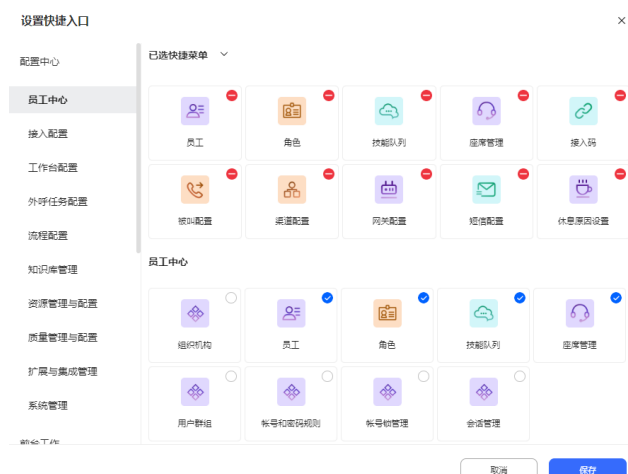 设置快捷入口
配置中心
员工中心
接入配置
工作台配置
外呼任务配置
流程配置
知识库管理
资源管理与配置
质量管理与配置
扩展与集成管理
系统管理
前台工作
已选快捷菜单
员工 角色 技能队列 座席管理 接入码
被叫配置 渠道配置 网关配置 短信配置 休息原因设置
员工中心
组织机构 员工 角色 技能队列 座席管理
用户群组 帐号和密码规则 帐号锁管理 会话管理
取消 保存